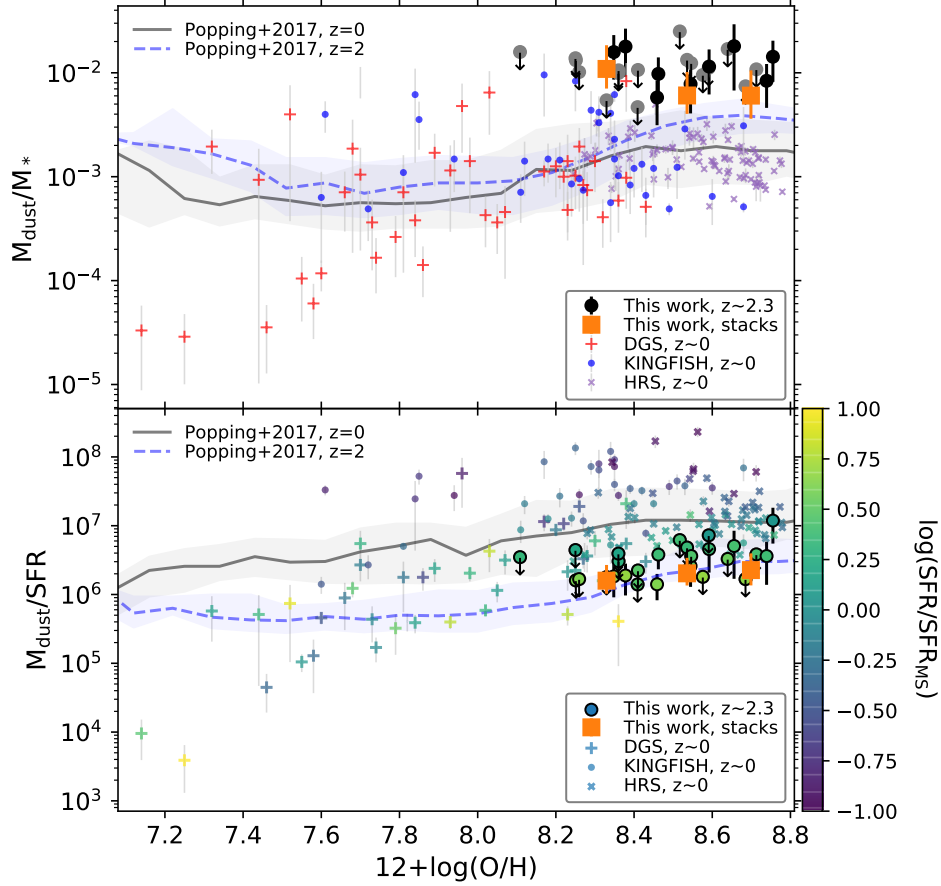 Popping+2017, z=0
Popping+2017, z=2
10⁻²
10⁻³
10⁻⁴
10⁻⁵
M_dust/M_*
This work, z~2.3
This work, stacks
DGS, z~0
KINGFISH, z~0
HRS, z~0
Popping+2017, z=0
Popping+2017, z=2
10⁸
10⁷
10⁶
10⁵
10⁴
10³
M_dust/SFR
This work, z~2.3
This work, stacks
DGS, z~0
KINGFISH, z~0
HRS, z~0
7.2 7.4 7.6 7.8 8.0 8.2 8.4 8.6 8.8
12+log(O/H)
1.00
0.75
0.50
0.25
0.00
−0.25
−0.50
−0.75
−1.00
log(SFR/SFR_MS)